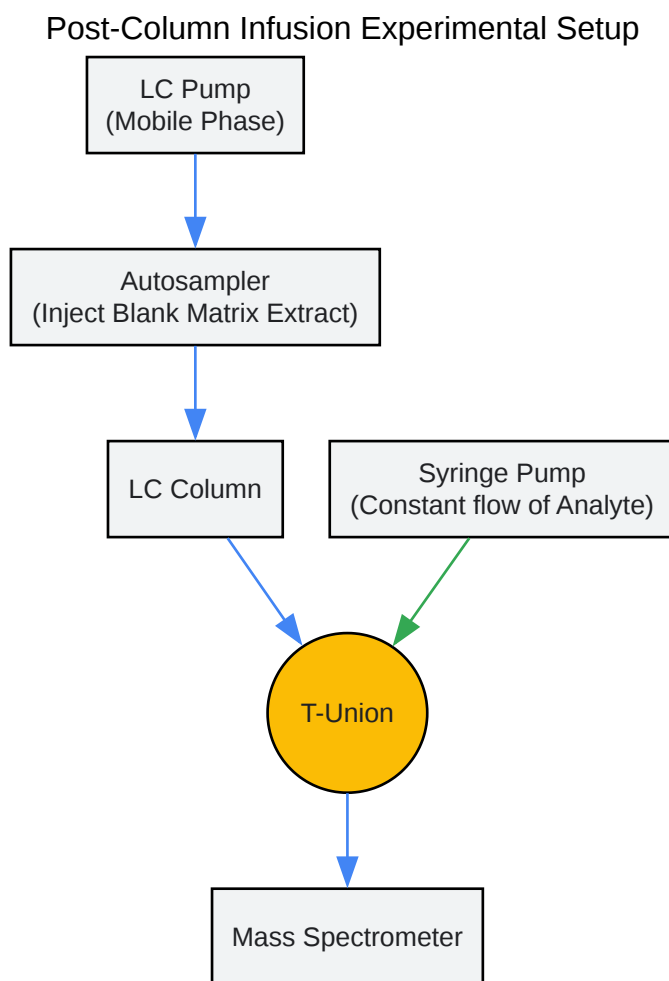 Post-Column Infusion Experimental Setup
LC Pump
(Mobile Phase)
Autosampler
(Inject Blank Matrix Extract)
LC Column
Syringe Pump
(Constant flow of Analyte)
T-Union
Mass Spectrometer